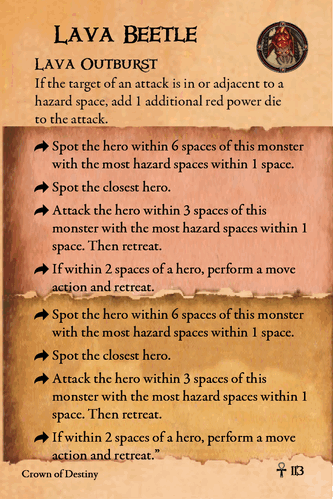 Lava Beetle
Lava Outburst
If the target of an attack is in or adjacent to a
hazard space, add 1 additional red power die
to the attack.
Spot the hero within 6 spaces of this monster
with the most hazard spaces within 1 space.
Spot the closest hero.
Attack the hero within 3 spaces of this
monster with the most hazard spaces within 1
space. Then retreat.
If within 2 spaces of a hero, perform a move
action and retreat.
Spot the hero within 6 spaces of this monster
with the most hazard spaces within 1 space.
Spot the closest hero.
Attack the hero within 3 spaces of this
monster with the most hazard spaces within 1
space. Then retreat.
If within 2 spaces of a hero, perform a move
action and retreat.”
Crown of Destiny